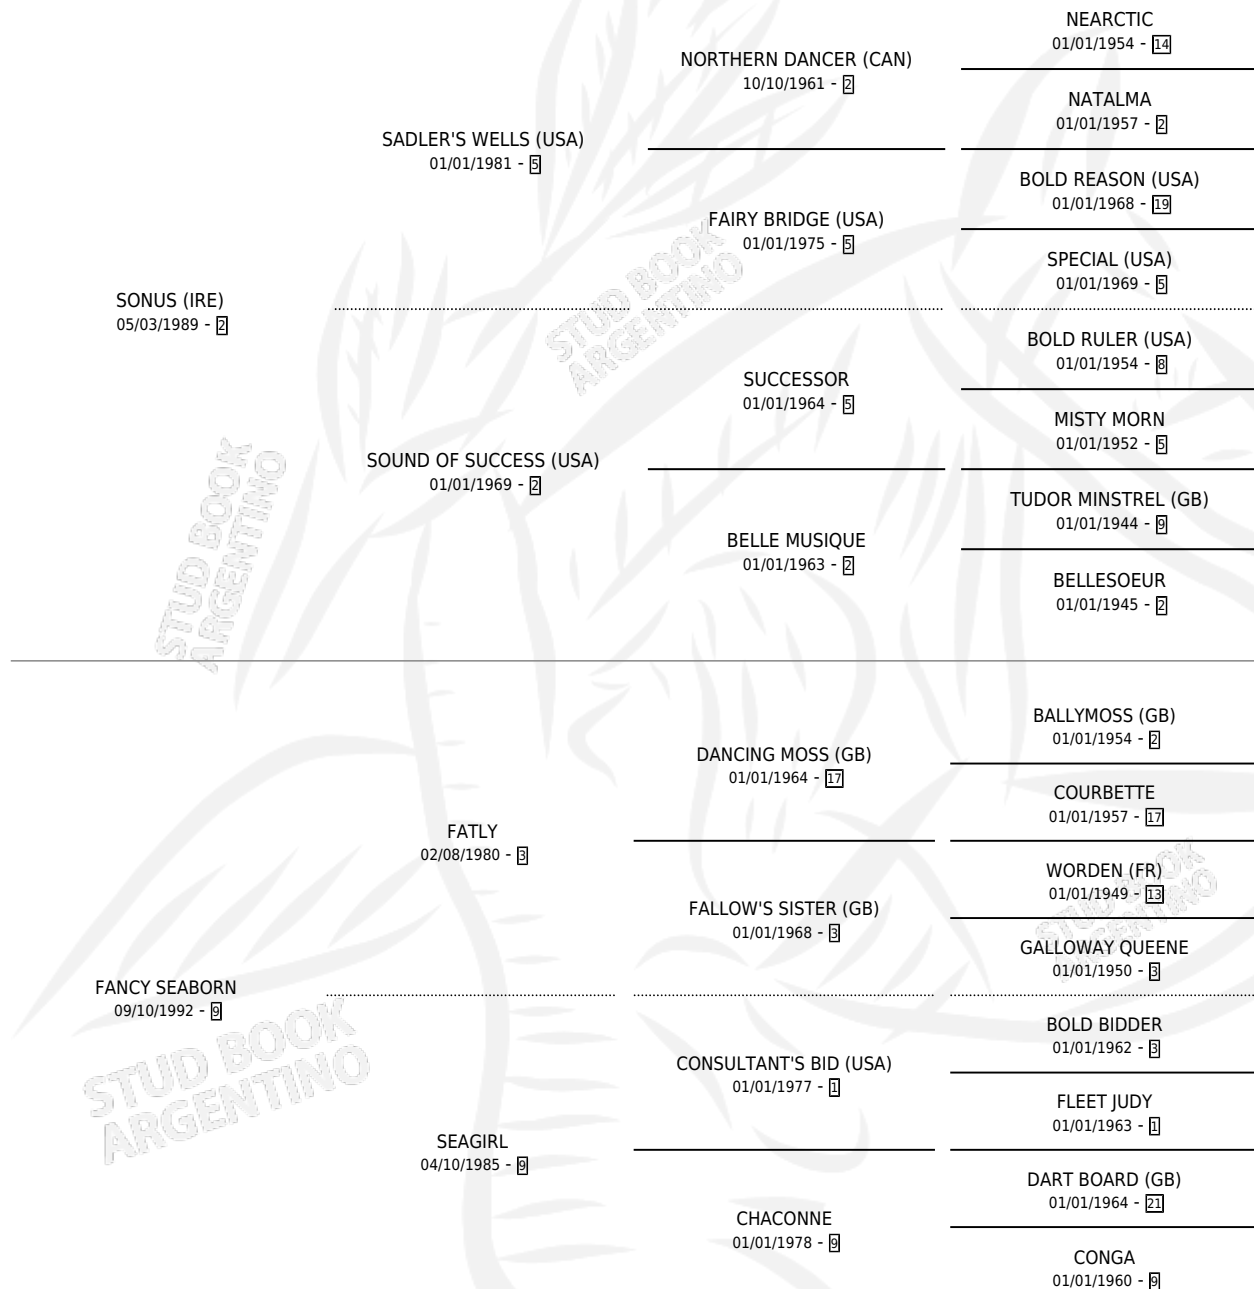 NEARCTIC
01/01/1954 - 14
NORTHERN DANCER (CAN)
10/10/1961 - 2
NATALMA
01/01/1957 - 2
SADLER'S WELLS (USA)
01/01/1981 - 5
BOLD REASON (USA)
01/01/1968 - 19
FAIRY BRIDGE (USA)
01/01/1975 - 5
SPECIAL (USA)
01/01/1969 - 5
STUD BOOK
ARGENTINO
SONUS (IRE)
05/03/1989 - 2
BOLD RULER (USA)
01/01/1954 - 8
SUCCESSOR
01/01/1964 - 5
MISTY MORN
01/01/1952 - 5
SOUND OF SUCCESS (USA)
01/01/1969 - 2
TUDOR MINSTREL (GB)
01/01/1944 - 9
BELLE MUSIQUE
01/01/1963 - 2
BELLESOEUR
01/01/1945 - 2
STUD BOOK
ARGENTINO
BALLYMOSS (GB)
01/01/1954 - 2
DANCING MOSS (GB)
01/01/1964 - 17
COURBETTE
01/01/1957 - 17
FATLY
02/08/1980 - 3
WORDEN (FR)
01/01/1949 - 13
FALLOW'S SISTER (GB)
01/01/1968 - 3
GALLOWAY QUEENE
01/01/1950 - 3
STUD BOOK
ARGENTINO
FANCY SEABORN
09/10/1992 - 9
BOLD BIDDER
01/01/1962 - 3
CONSULTANT'S BID (USA)
01/01/1977 - 1
FLEET JUDY
01/01/1963 - 1
STUD BOOK
ARGENTINO
SEAGIRL
04/10/1985 - 9
DART BOARD (GB)
01/01/1964 - 21
CHACONNE
01/01/1978 - 9
CONGA
01/01/1960 - 9